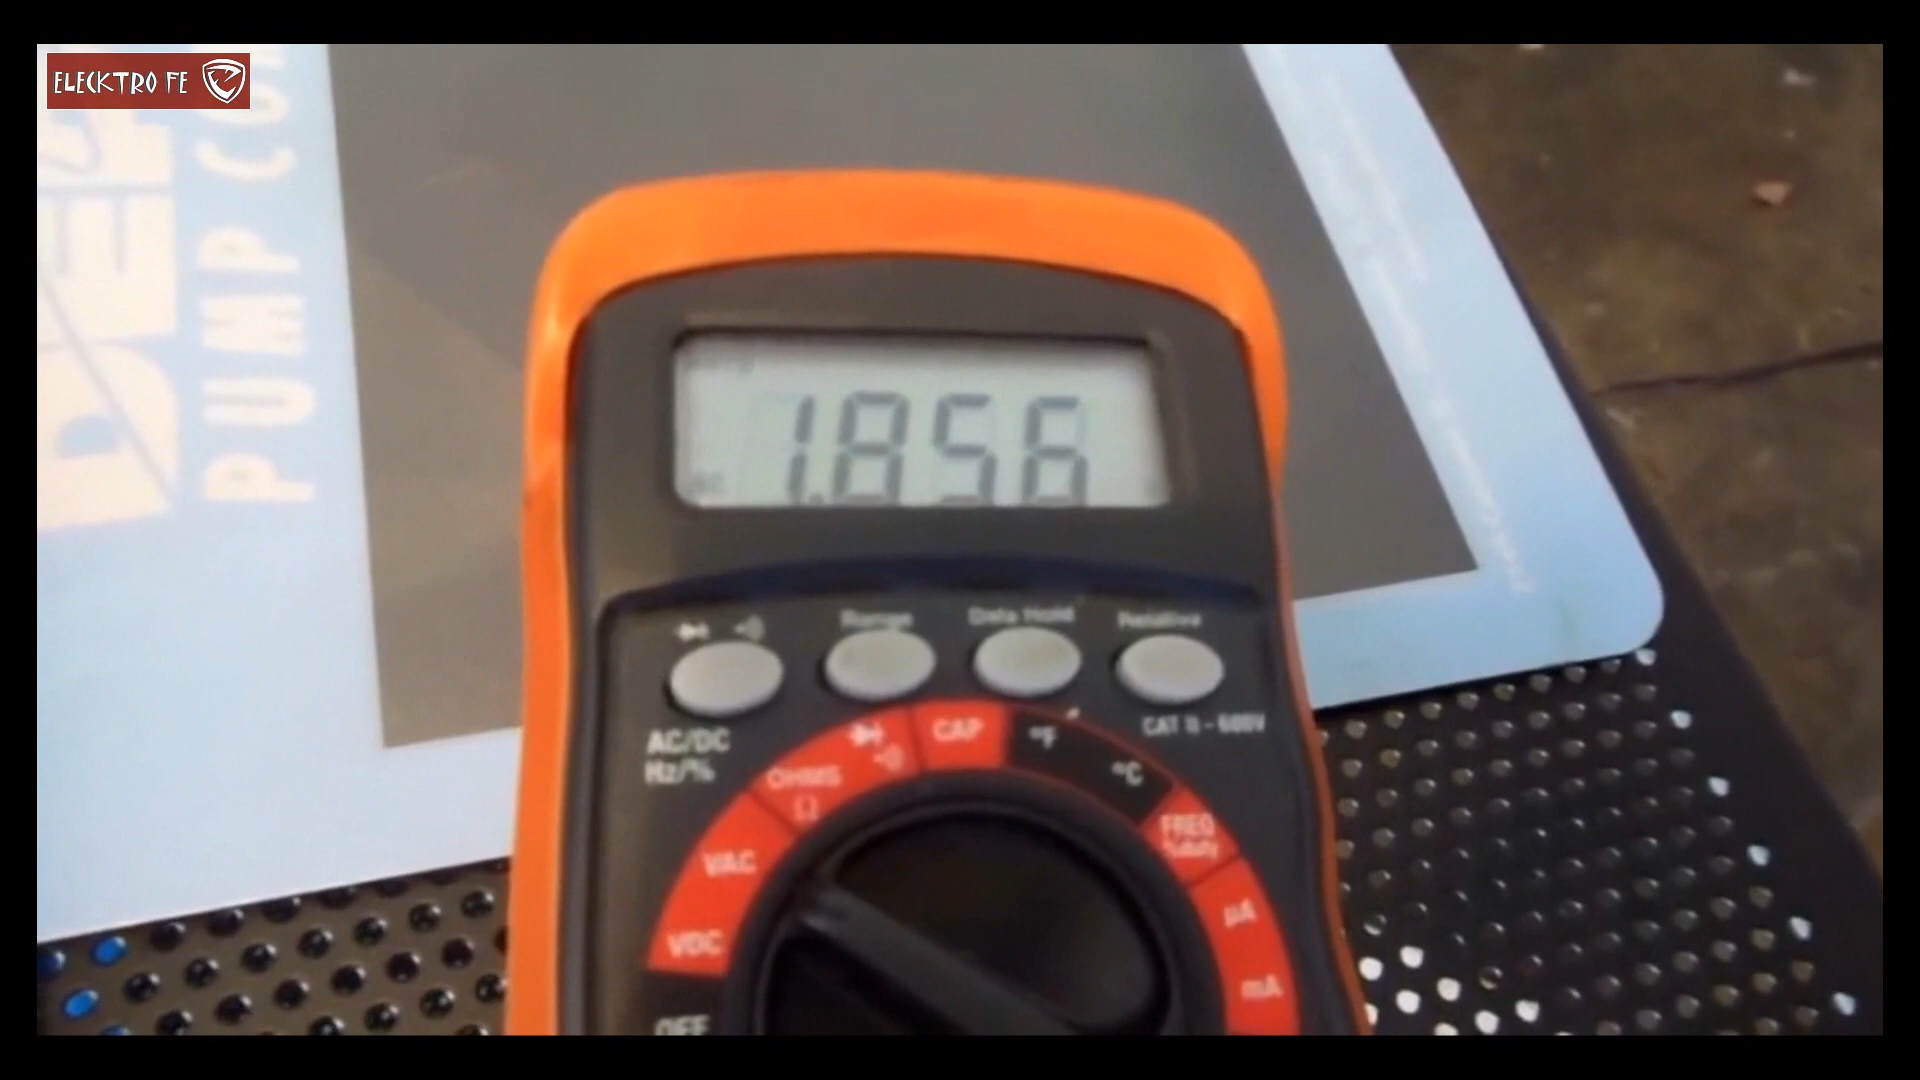 ELECKTRO FE
PUMP CO
1.856
Range
Data Hold
Relative
AC/DC
Hz/%
CAT II - 600V
OHMS
Ω
CAP
°F
°C
VAC
FREQ
%duty
VDC
µA
mA
OFF